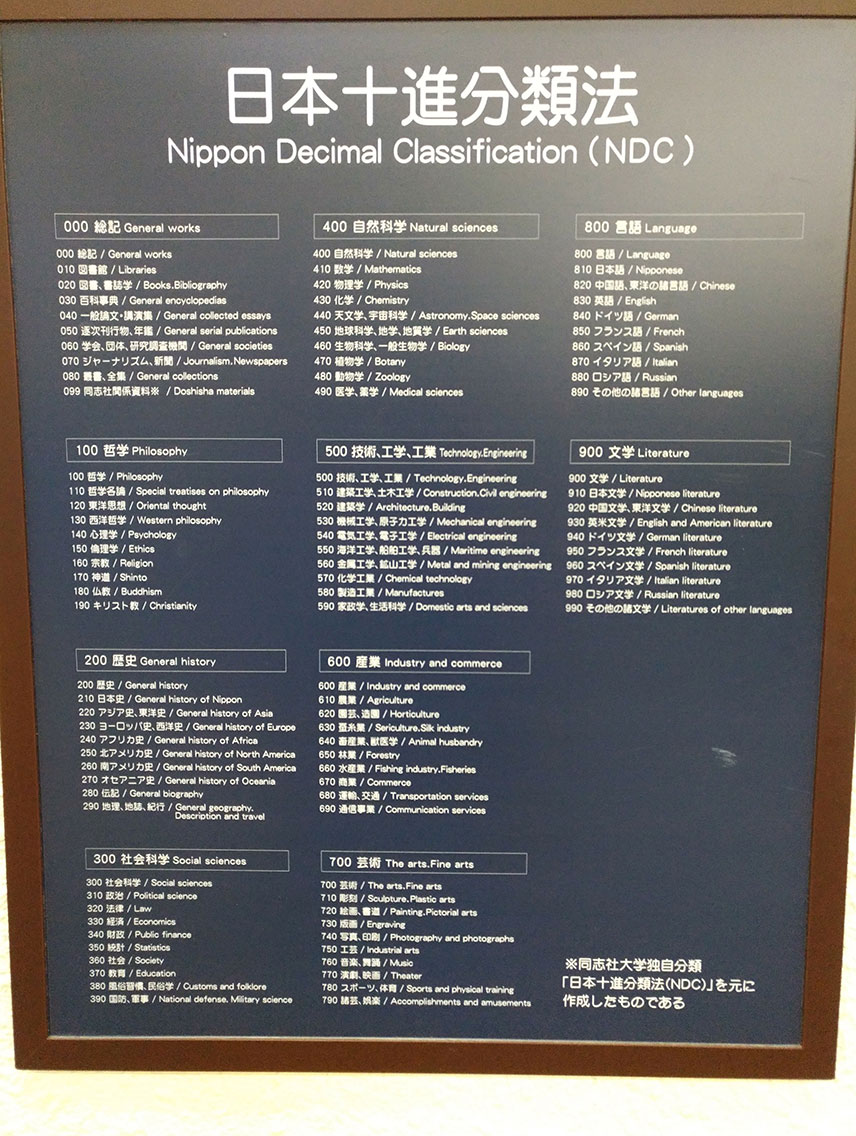 日本十進分類法
Nippon Decimal Classification (NDC)
000 総記 General works
000 総記 / General works
010 図書館 / Libraries
020 図書、書誌学 / Books.Bibliography
030 百科事典 / General encyclopedias
040 一般論文・講演集 / General collected essays
050 逐次刊行物、年鑑 / General serial publications
060 学会、団体、研究調査機関 / General societies
070 ジャーナリズム、新聞 / Journalism.Newspapers
080 叢書、全集 / General collections
099 同志社関係資料※ / Doshisha materials
100 哲学 Philosophy
100 哲学 / Philosophy
110 哲学各論 / Special treatises on philosophy
120 東洋思想 / Oriental thought
130 西洋哲学 / Western philosophy
140 心理学 / Psychology
150 倫理学 / Ethics
160 宗教 / Religion
170 神道 / Shinto
180 仏教 / Buddhism
190 キリスト教 / Christianity
200 歴史 General history
200 歴史 / General history
210 日本史 / General history of Nippon
220 アジア史、東洋史 / General history of Asia
230 ヨーロッパ史、西洋史 / General history of Europe
240 アフリカ史 / General history of Africa
250 北アメリカ史 / General history of North America
260 南アメリカ史 / General history of South America
270 オセアニア史 / General history of Oceania
280 伝記 / General biography
290 地理、地誌、紀行 / General geography.
Description and travel
300 社会科学 Social sciences
300 社会科学 / Social sciences
310 政治 / Political science
320 法律 / Law
330 経済 / Economics
340 財政 / Public finance
350 統計 / Statistics
360 社会 / Society
370 教育 / Education
380 風俗習慣、民俗学 / Customs and folklore
390 国防、軍事 / National defense. Military science
400 自然科学 Natural sciences
400 自然科学 / Natural sciences
410 数学 / Mathematics
420 物理学 / Physics
430 化学 / Chemistry
440 天文学、宇宙科学 / Astronomy.Space sciences
450 地球科学、地学、地質学 / Earth sciences
460 生物科学、一般生物学 / Biology
470 植物学 / Botany
480 動物学 / Zoology
490 医学、薬学 / Medical sciences
500 技術、工学、工業 Technology.Engineering
500 技術、工学、工業 / Technology.Engineering
510 建築工学、土木工学 / Construction.Civil engineering
520 建築学 / Architecture.Building
530 機械工学、原子力工学 / Mechanical engineering
540 電気工学、電子工学 / Electrical engineering
550 海洋工学、船舶工学、兵器 / Maritime engineering
560 金属工学、鉱山工学 / Metal and mining engineering
570 化学工業 / Chemical technology
580 製造工業 / Manufactures
590 家政学、生活科学 / Domestic arts and sciences
600 産業 Industry and commerce
600 産業 / Industry and commerce
610 農業 / Agriculture
620 園芸、造園 / Horticulture
630 蚕糸業 / Sericulture.Silk industry
640 畜産業、獣医学 / Animal husbandry
650 林業 / Forestry
660 水産業 / Fishing industry.Fisheries
670 商業 / Commerce
680 運輸、交通 / Transportation services
690 通信事業 / Communication services
700 芸術 The arts.Fine arts
700 芸術 / The arts.Fine arts
710 彫刻 / Sculpture.Plastic arts
720 絵画、書道 / Painting.Pictorial arts
730 版画 / Engraving
740 写真、印刷 / Photography and photographs
750 工芸 / Industrial arts
760 音楽、舞踊 / Music
770 演劇、映画 / Theater
780 スポーツ、体育 / Sports and physical training
790 諸芸、娯楽 / Accomplishments and amusements
800 言語 Language
800 言語 / Language
810 日本語 / Nipponese
820 中国語、東洋の諸言語 / Chinese
830 英語 / English
840 ドイツ語 / German
850 フランス語 / French
860 スペイン語 / Spanish
870 イタリア語 / Italian
880 ロシア語 / Russian
890 その他の諸言語 / Other languages
900 文学 Literature
900 文学 / Literature
910 日本文学 / Nipponese literature
920 中国文学、東洋文学 / Chinese literature
930 英米文学 / English and American literature
940 ドイツ文学 / German literature
950 フランス文学 / French literature
960 スペイン文学 / Spanish literature
970 イタリア文学 / Italian literature
980 ロシア文学 / Russian literature
990 その他の諸文学 / Literatures of other languages
※同志社大学独自分類
「日本十進分類法(NDC)」を元に
作成したものである